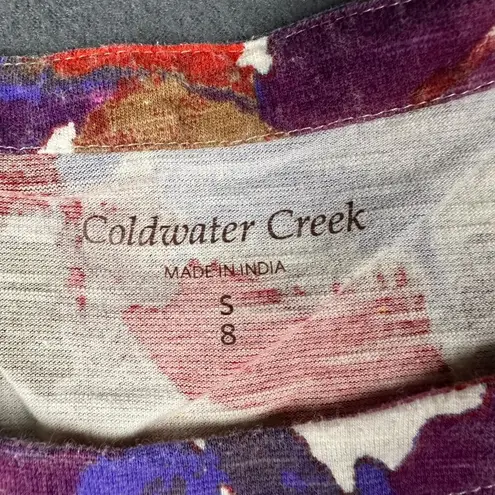 Coldwater Creek
MADE IN INDIA
S
8